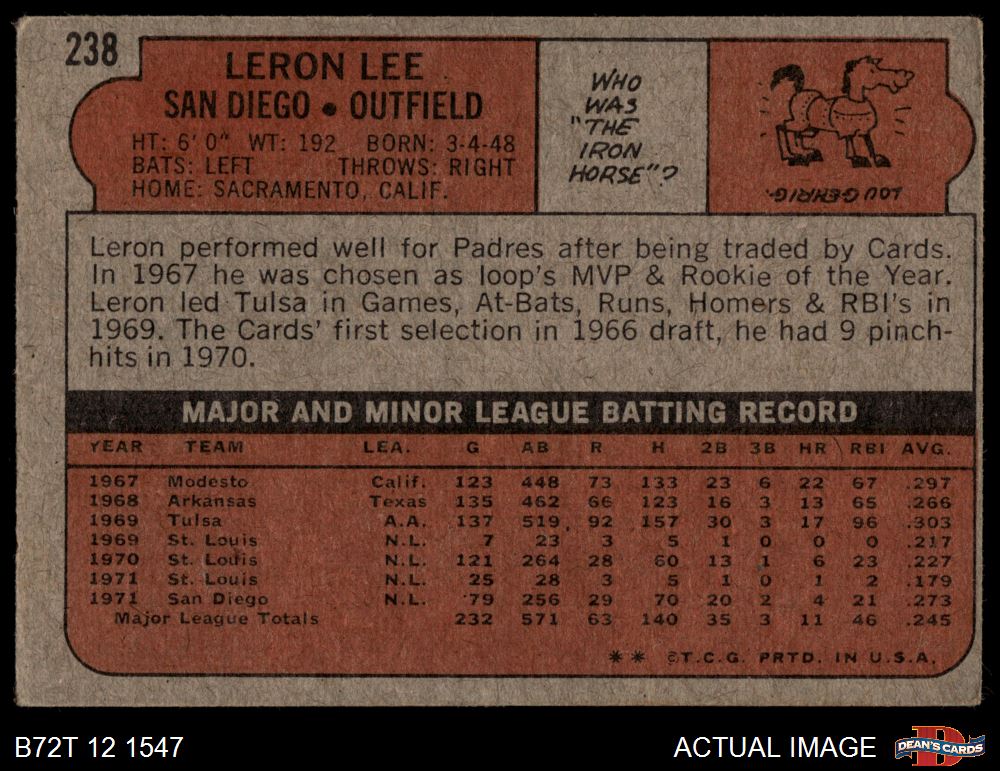 238
LERON LEE
SAN DIEGO • OUTFIELD
HT: 6' 0" WT: 192 BORN: 3-4-48
BATS: LEFT THROWS: RIGHT
HOME: SACRAMENTO, CALIF.
WHO
WAS
"THE
IRON
HORSE"?
LOU GEHRIG.
Leron performed well for Padres after being traded by Cards.
In 1967 he was chosen as loop's MVP & Rookie of the Year.
Leron led Tulsa in Games, At-Bats, Runs, Homers & RBI's in
1969. The Cards' first selection in 1966 draft, he had 9 pinch-
hits in 1970.
MAJOR AND MINOR LEAGUE BATTING RECORD
YEAR TEAM LEA. G AB R H 2B 3B HR RBI AVG.
1967 Modesto Calif. 123 448 73 133 23 6 22 67 .297
1968 Arkansas Texas 135 462 66 123 16 3 13 65 .266
1969 Tulsa A.A. 137 519 92 157 30 3 17 96 .303
1969 St. Louis N.L. 7 23 3 5 1 0 0 0 .217
1970 St. Louis N.L. 121 264 28 60 13 1 6 23 .227
1971 St. Louis N.L. 25 28 3 5 1 0 1 2 .179
1971 San Diego N.L. 79 256 29 70 20 2 4 21 .273
Major League Totals 232 571 63 140 35 3 11 46 .245
** ©T.C.G. PRTD. IN U.S.A.
B72T 12 1547
ACTUAL IMAGE
DEAN'S CARDS